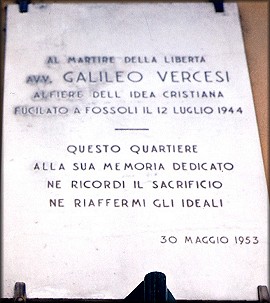 AL MARTIRE DELLA LIBERTÀ
AVV. GALILEO VERCESI
ALFIERE DELL IDEA CRISTIANA
FUCILATO A FOSSOLI IL 12 LUGLIO 1944
QUESTO QUARTIERE
ALLA SUA MEMORIA DEDICATO
NE RICORDI IL SACRIFICIO
NE RIAFFERMI GLI IDEALI
30 MAGGIO 1953